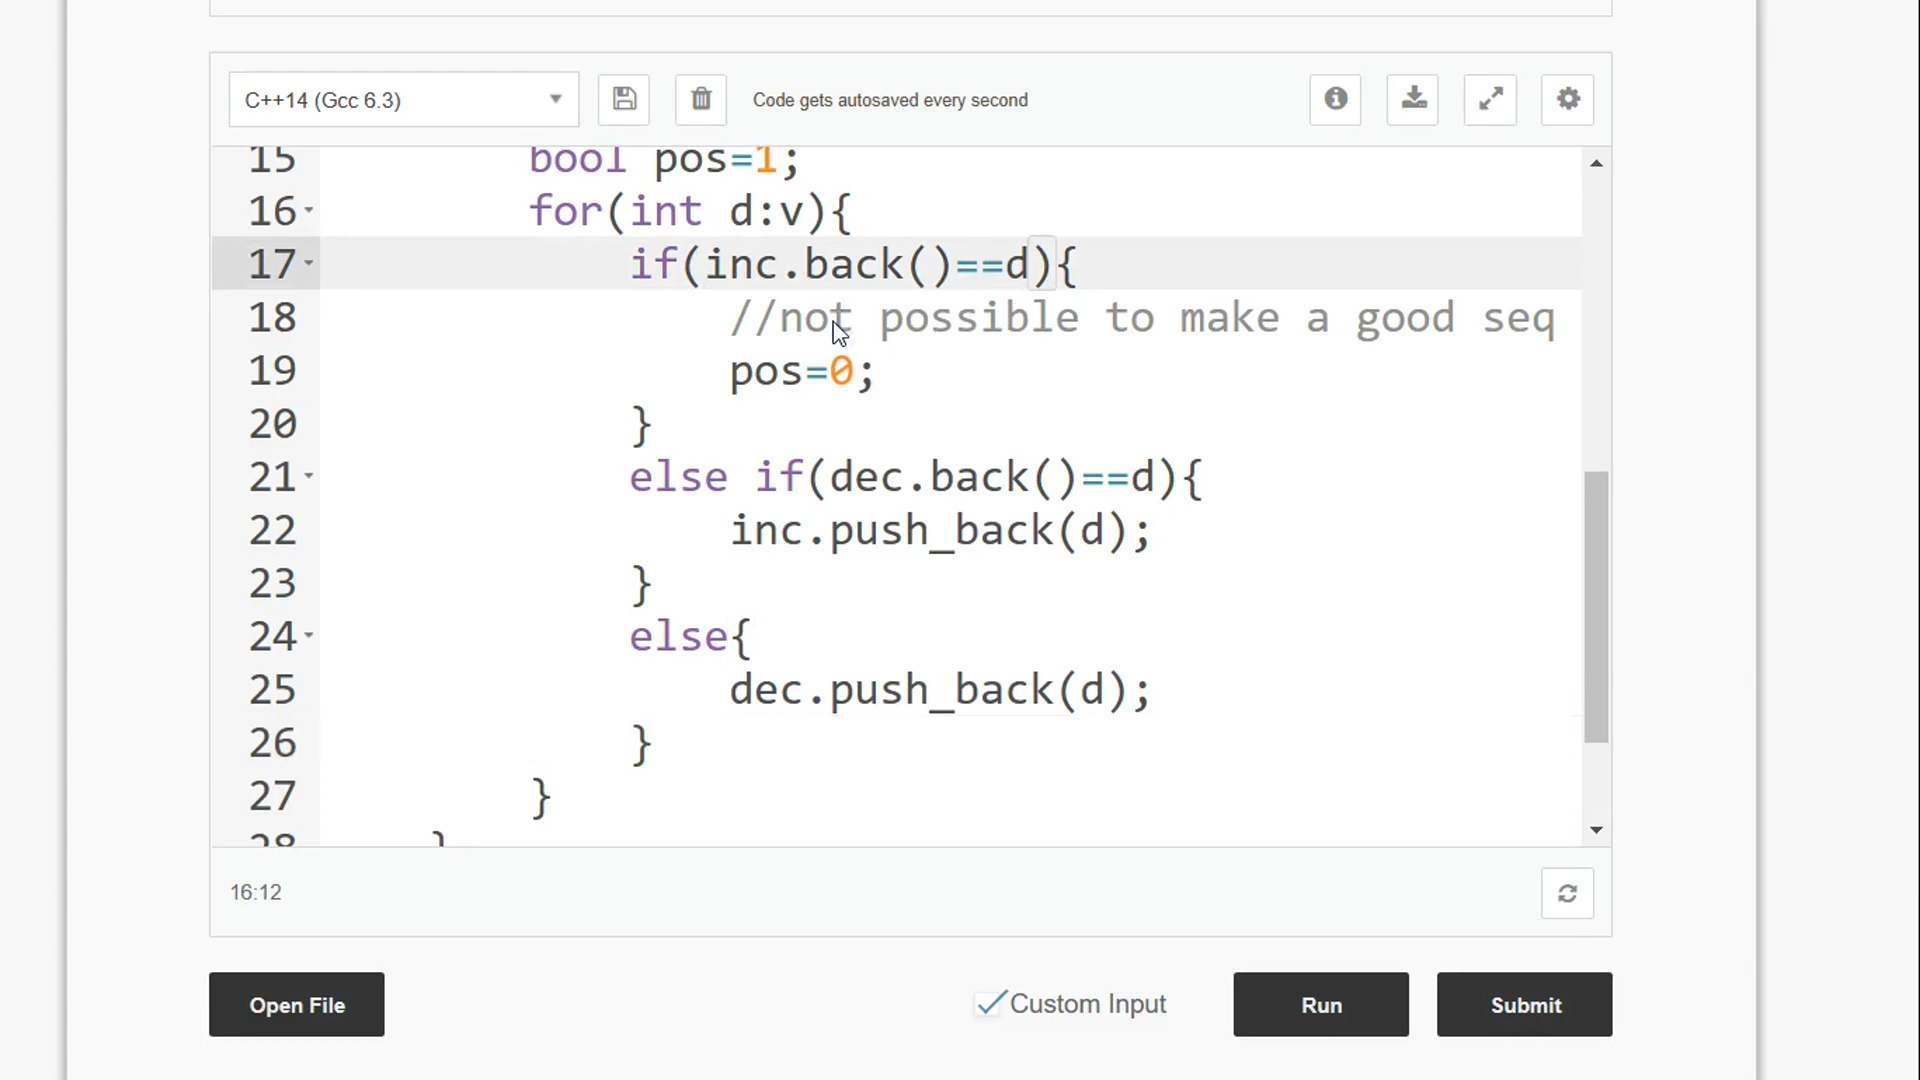 C++14 (Gcc 6.3)
Code gets autosaved every second
15 bool pos=1;
16 for(int d:v){
17 if(inc.back()==d){
18 //not possible to make a good seq
19 pos=0;
20 }
21 else if(dec.back()==d){
22 inc.push_back(d);
23 }
24 else{
25 dec.push_back(d);
26 }
27 }
28 }
16:12
Open File
Custom Input
Run
Submit